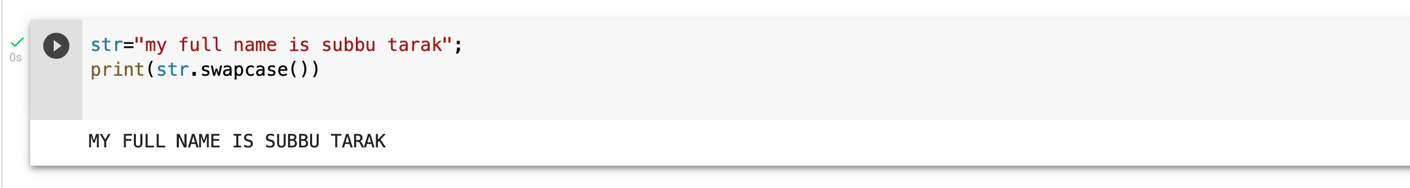 str="my full name is subbu tarak";
0s
print(str.swapcase())
MY FULL NAME IS SUBBU TARAK